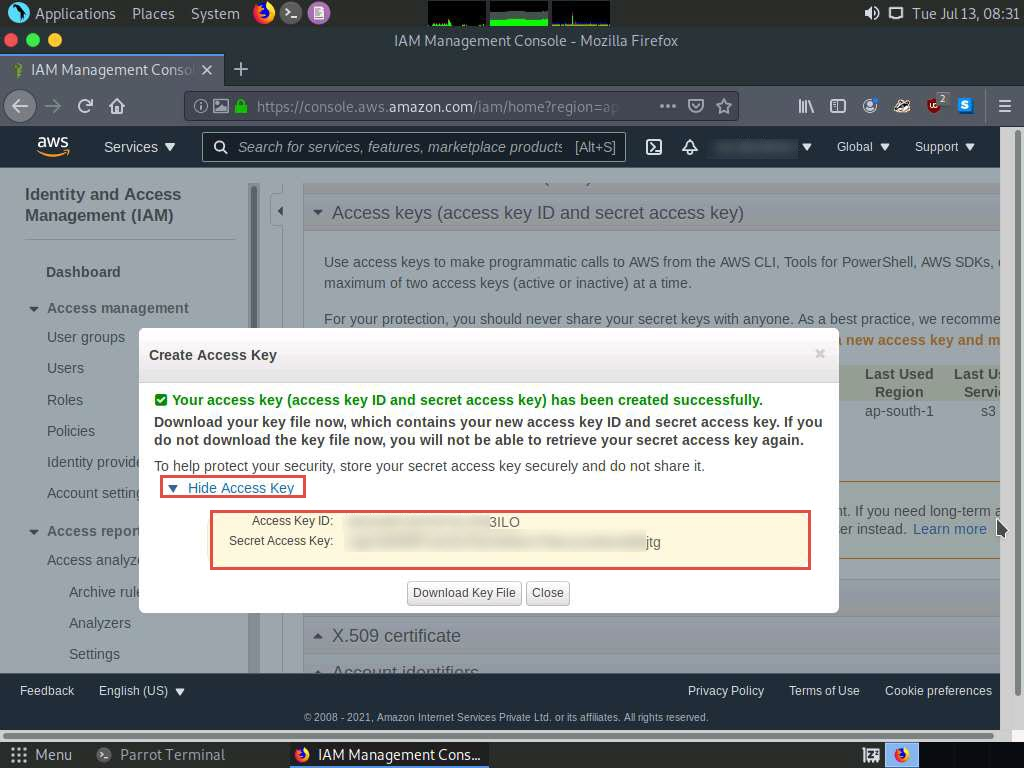 Applications Places System Tue Jul 13, 08:31
IAM Management Console - Mozilla Firefox
IAM Management Conso
https://console.aws.amazon.com/iam/home?region=ap
2
aws Services Search for services, features, marketplace products [Alt+S] Global Support
Identity and Access
Management (IAM)
Dashboard
Access management
User groups
Users
Roles
Policies
Identity provide
Account setting
Access report
Access analyze
Archive rule
Analyzers
Settings
Access keys (access key ID and secret access key)
Use access keys to make programmatic calls to AWS from the AWS CLI, Tools for PowerShell, AWS SDKs,
maximum of two access keys (active or inactive) at a time.
For your protection, you should never share your secret keys with anyone. As a best practice, we recomme
a new access key and m
Last Used Last Us
Region Servi
ap-south-1 s3
nt. If you need long-term a
ser instead. Learn more
Create Access Key
Your access key (access key ID and secret access key) has been created successfully.
Download your key file now, which contains your new access key ID and secret access key. If you
do not download the key file now, you will not be able to retrieve your secret access key again.
To help protect your security, store your secret access key securely and do not share it.
Hide Access Key
Access Key ID: 3ILO
Secret Access Key: jtg
Download Key File Close
X.509 certificate
Account identifiers
Feedback English (US) Privacy Policy Terms of Use Cookie preferences
© 2008 - 2021, Amazon Internet Services Private Ltd. or its affiliates. All rights reserved.
Menu Parrot Terminal IAM Management Cons...